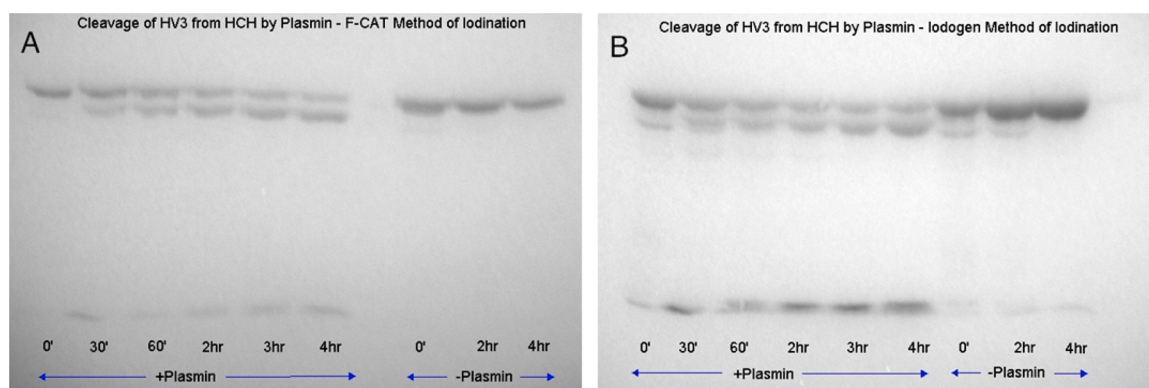 A
Cleavage of HV3 from HCH by Plasmin - F-CAT Method of Iodination
0' 30' 60' 2hr 3hr 4hr 0' 2hr 4hr
+Plasmin -Plasmin
B
Cleavage of HV3 from HCH by Plasmin - Iodogen Method of Iodination
0' 30' 60' 2hr 3hr 4hr 0' 2hr 4hr
+Plasmin -Plasmin